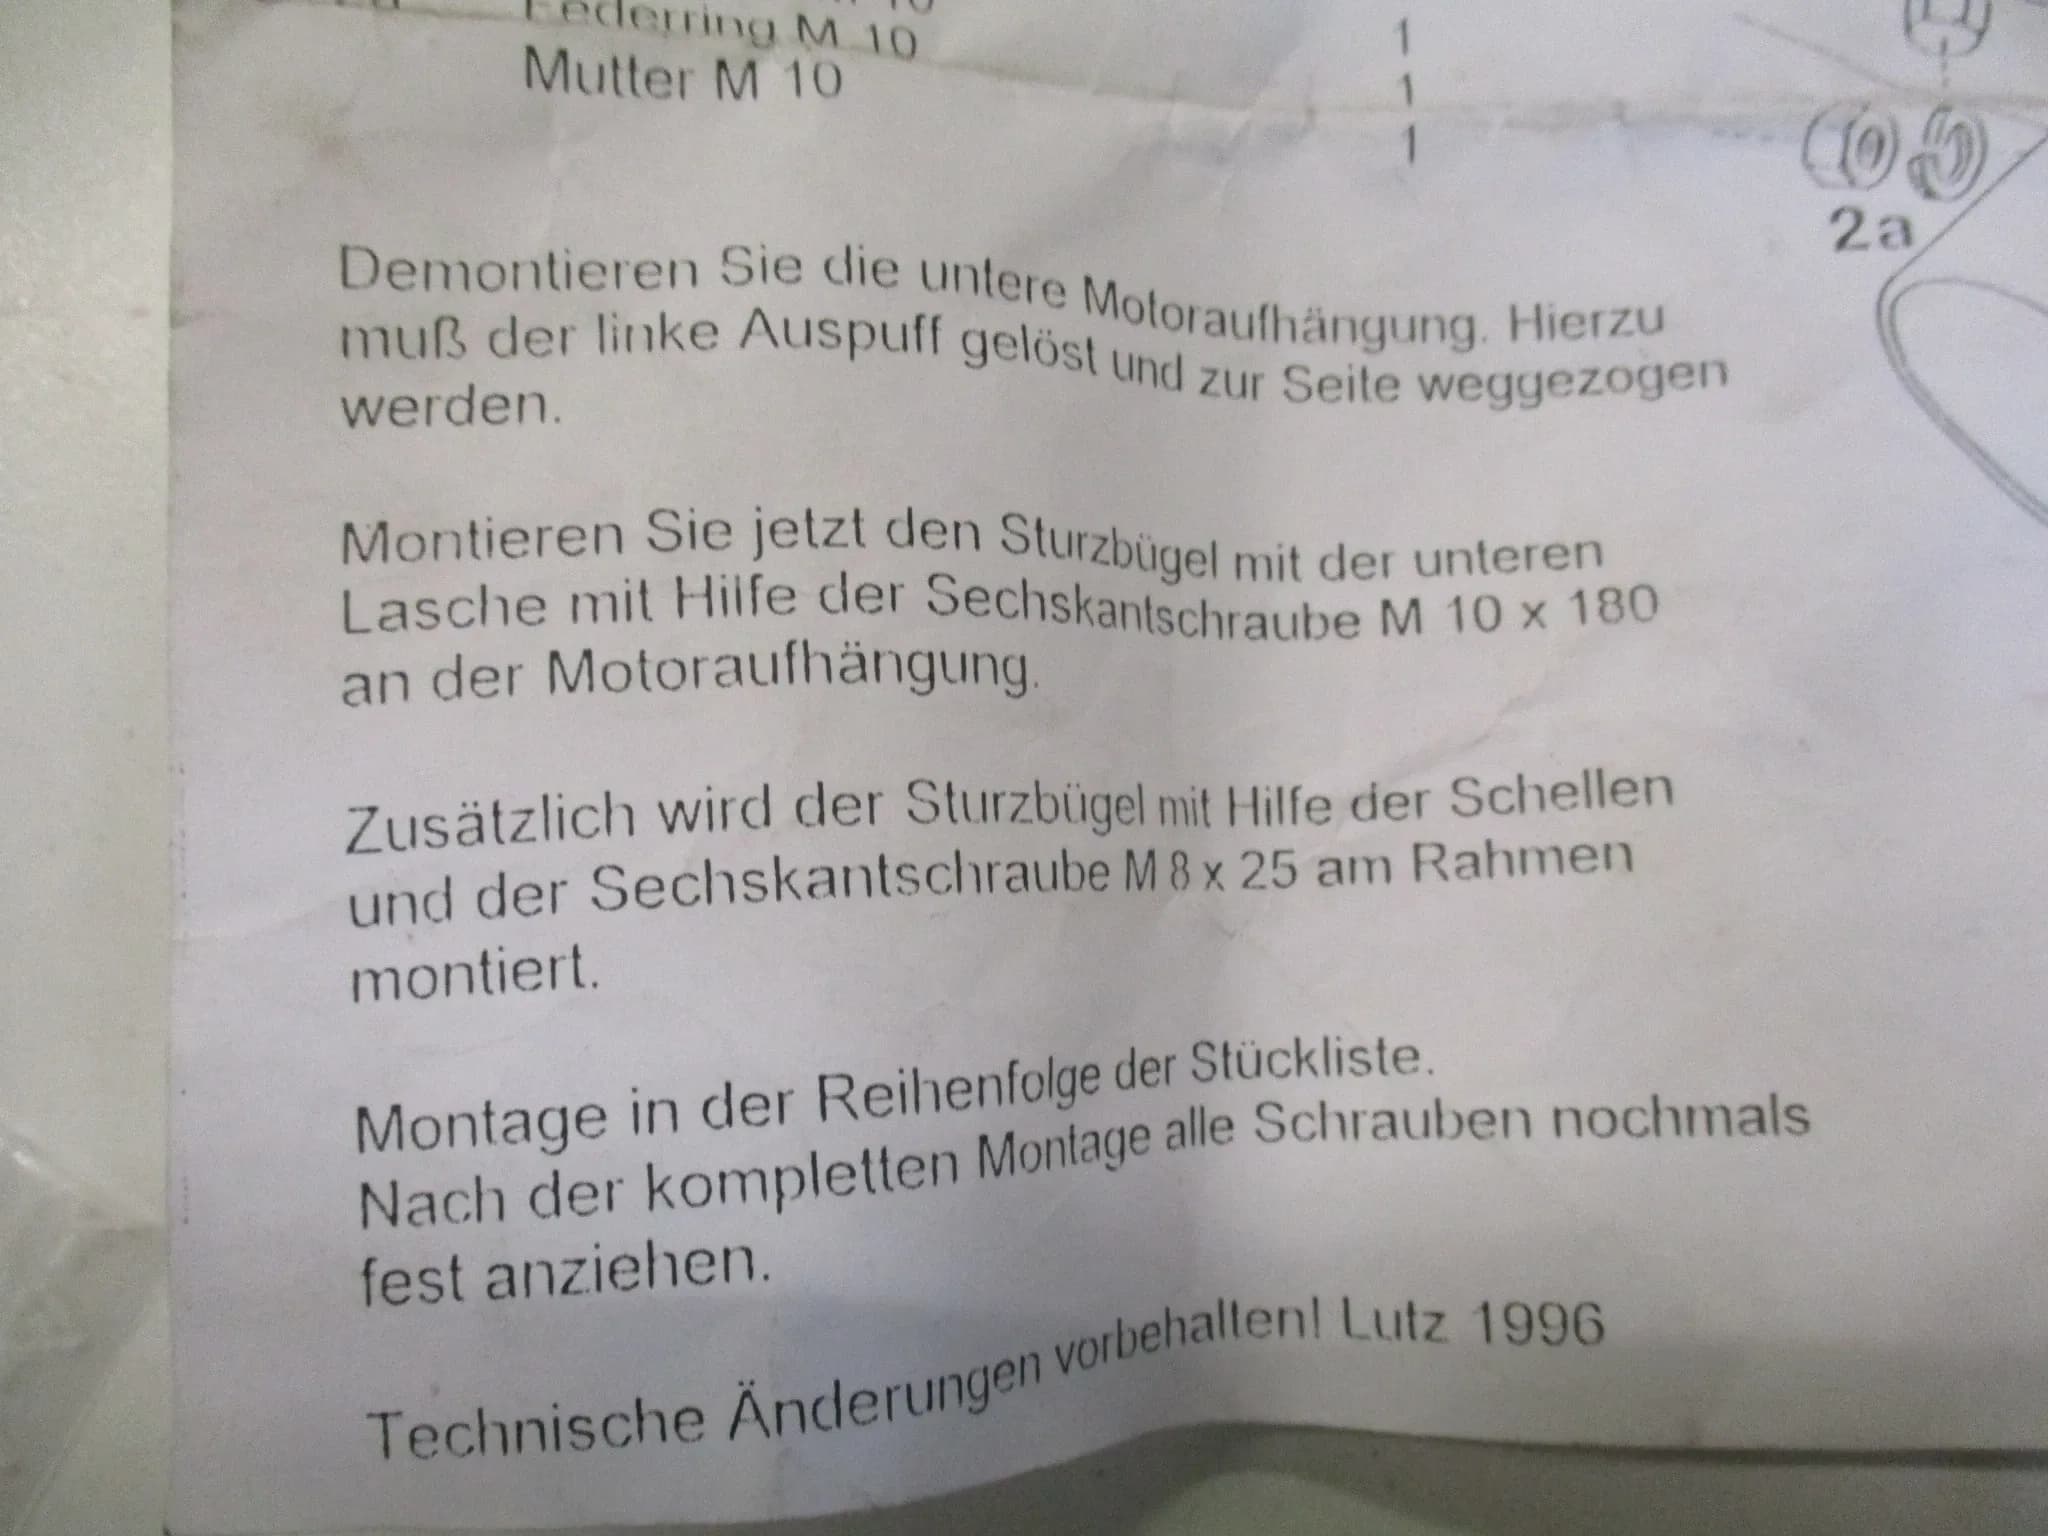 Federring M 10 1
Mutter M 10 1
1
2a
Demontieren Sie die untere Motoraufhängung. Hierzu
muß der linke Auspuff gelöst und zur Seite weggezogen
werden.
Montieren Sie jetzt den Sturzbügel mit der unteren
Lasche mit Hilfe der Sechskantschraube M 10 x 180
an der Motoraufhängung.
Zusätzlich wird der Sturzbügel mit Hilfe der Schellen
und der Sechskantschraube M 8 x 25 am Rahmen
montiert.
Montage in der Reihenfolge der Stückliste.
Nach der kompletten Montage alle Schrauben nochmals
fest anziehen.
Technische Änderungen vorbehalten! Lutz 1996